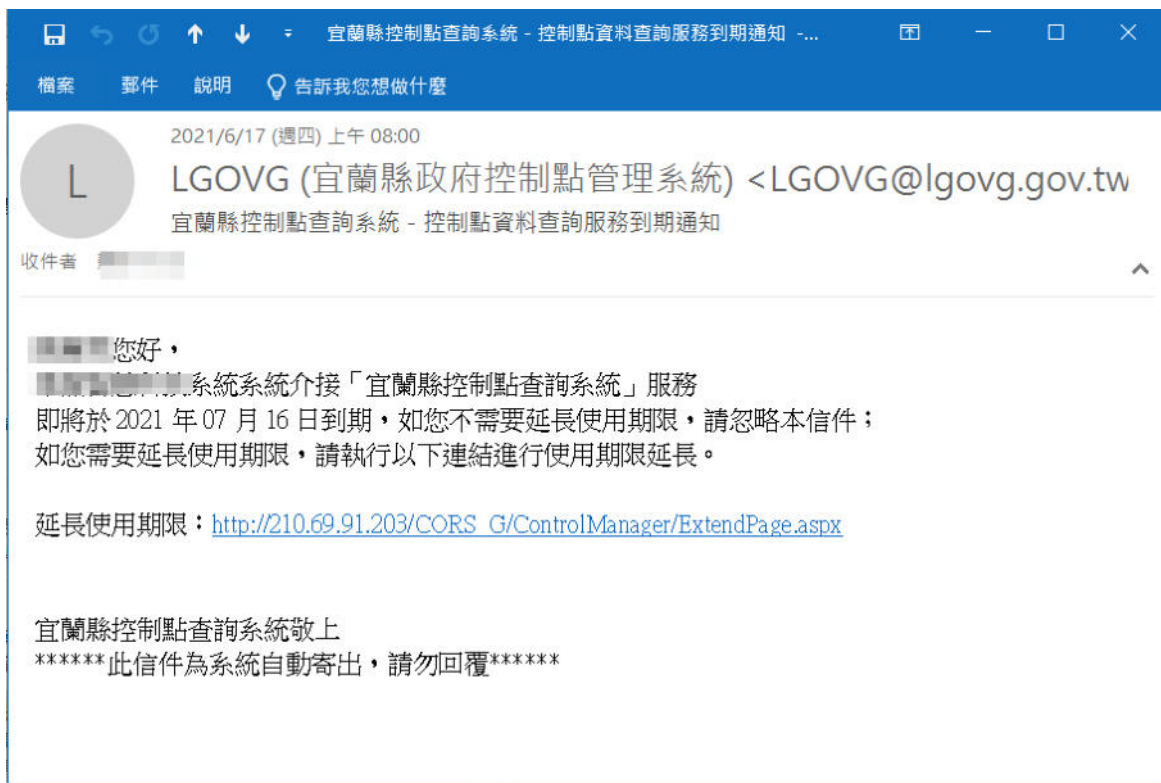 宜蘭縣控制點查詢系統 - 控制點資料查詢服務到期通知 -...
檔案 郵件 說明 告訴我您想做什麼
2021/6/17 (週四) 上午 08:00
L
LGOVG (宜蘭縣政府控制點管理系統) <LGOVG@lgovg.gov.tw
宜蘭縣控制點查詢系統 - 控制點資料查詢服務到期通知
收件者
您好，
系統系統介接「宜蘭縣控制點查詢系統」服務
即將於 2021 年 07 月 16 日到期，如您不需要延長使用期限，請忽略本信件；
如您需要延長使用期限，請執行以下連結進行使用期限延長。
延長使用期限：http://210.69.91.203/CORS_G/ControlManager/ExtendPage.aspx
宜蘭縣控制點查詢系統敬上
******此信件為系統自動寄出，請勿回覆******